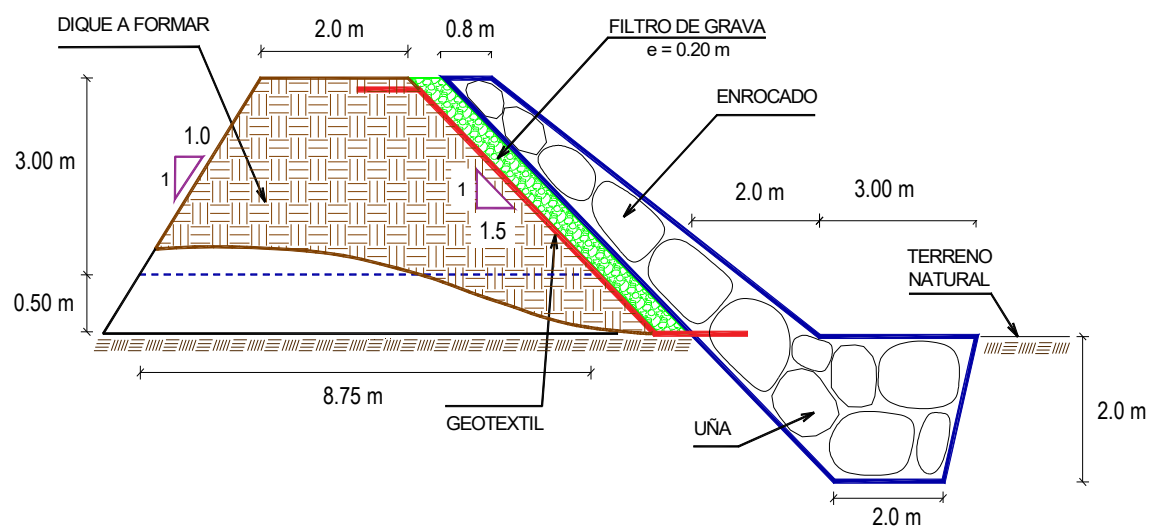 DIQUE A FORMAR
2.0 m
0.8 m
FILTRO DE GRAVA
e = 0.20 m
ENROCADO
3.00 m
1.0
1
1
1.5
2.0 m
3.00 m
TERRENO
NATURAL
0.50 m
8.75 m
GEOTEXTIL
UÑA
2.0 m
2.0 m